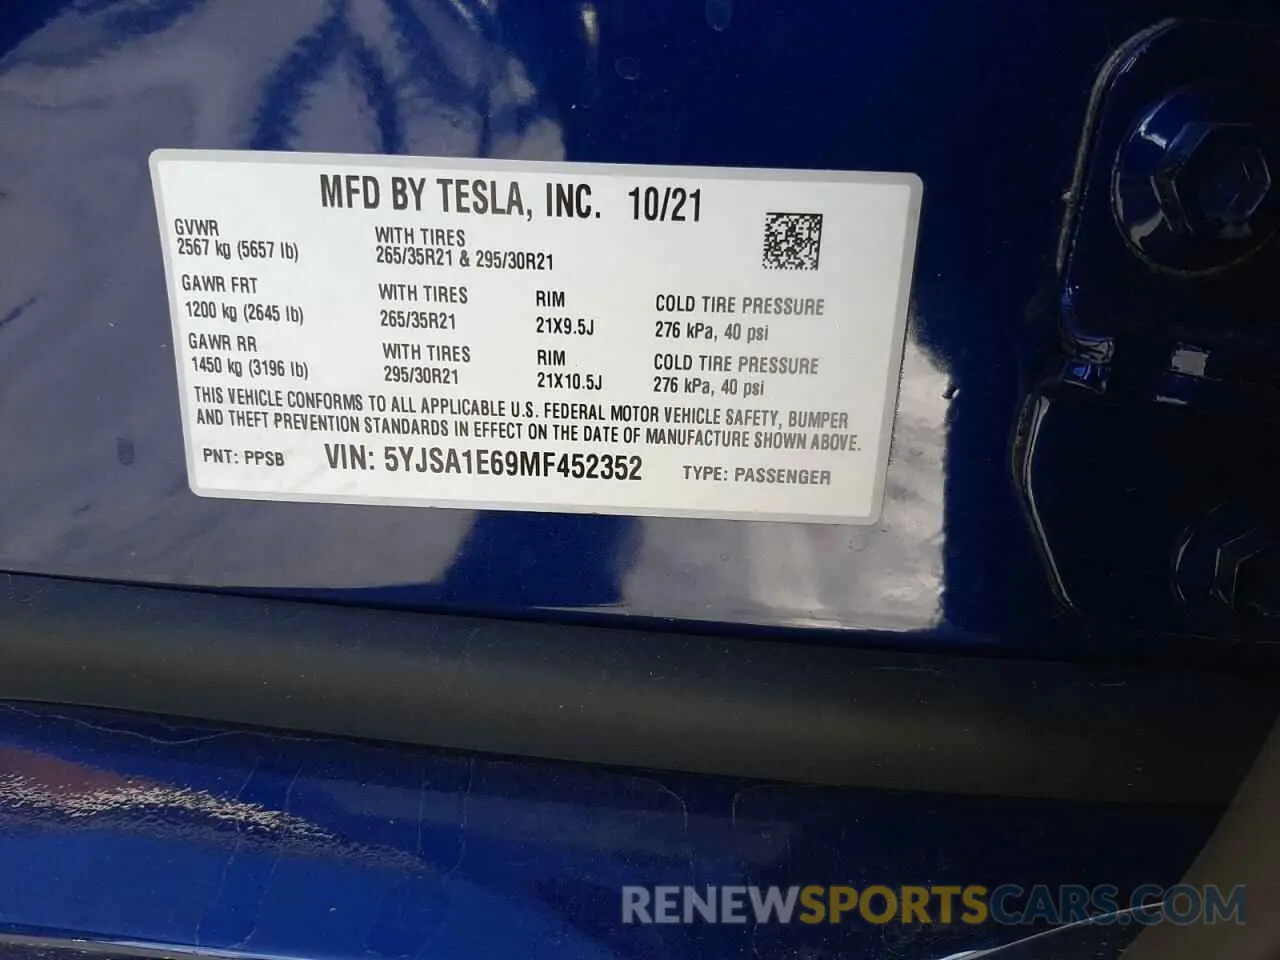 MFD BY TESLA, INC. 10/21
GVWR
2567 kg (5657 lb)
WITH TIRES
265/35R21 & 295/30R21
GAWR FRT
1200 kg (2645 lb)
WITH TIRES
265/35R21
RIM
21X9.5J
COLD TIRE PRESSURE
276 kPa, 40 psi
GAWR RR
1450 kg (3196 lb)
WITH TIRES
295/30R21
RIM
21X10.5J
COLD TIRE PRESSURE
276 kPa, 40 psi
THIS VEHICLE CONFORMS TO ALL APPLICABLE U.S. FEDERAL MOTOR VEHICLE SAFETY, BUMPER
AND THEFT PREVENTION STANDARDS IN EFFECT ON THE DATE OF MANUFACTURE SHOWN ABOVE.
PNT: PPSB VIN: 5YJSA1E69MF452352 TYPE: PASSENGER
RENEWSPORTSCARS.COM